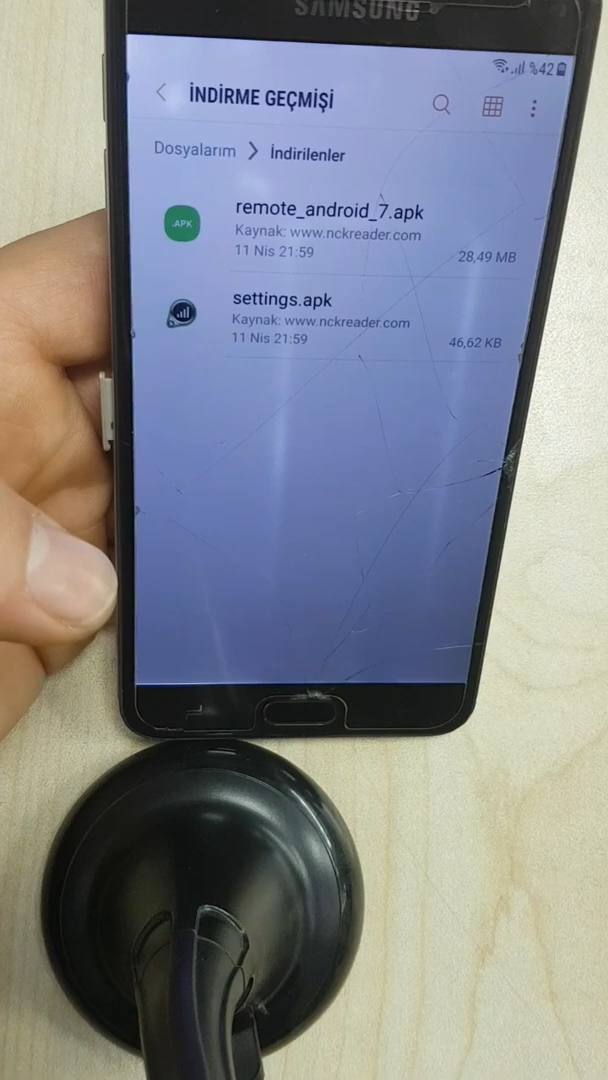 SAMSUNG
%42
İNDİRME GEÇMİŞİ
Dosyalarım > İndirilenler
.APK
remote_android_7.apk
Kaynak: www.nckreader.com
11 Nis 21:59
28,49 MB
settings.apk
Kaynak: www.nckreader.com
11 Nis 21:59
46,62 KB